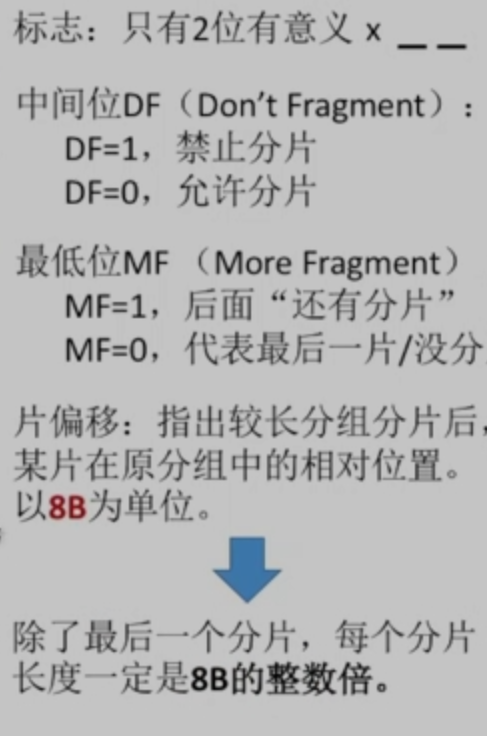 标志：只有2位有意义 x _ _
中间位DF（Don't Fragment）：
DF=1，禁止分片
DF=0，允许分片
最低位MF （More Fragment）
MF=1，后面“还有分片”
MF=0，代表最后一片/没分
片偏移：指出较长分组分片后，
某片在原分组中的相对位置。
以8B为单位。
除了最后一个分片，每个分片
长度一定是8B的整数倍。